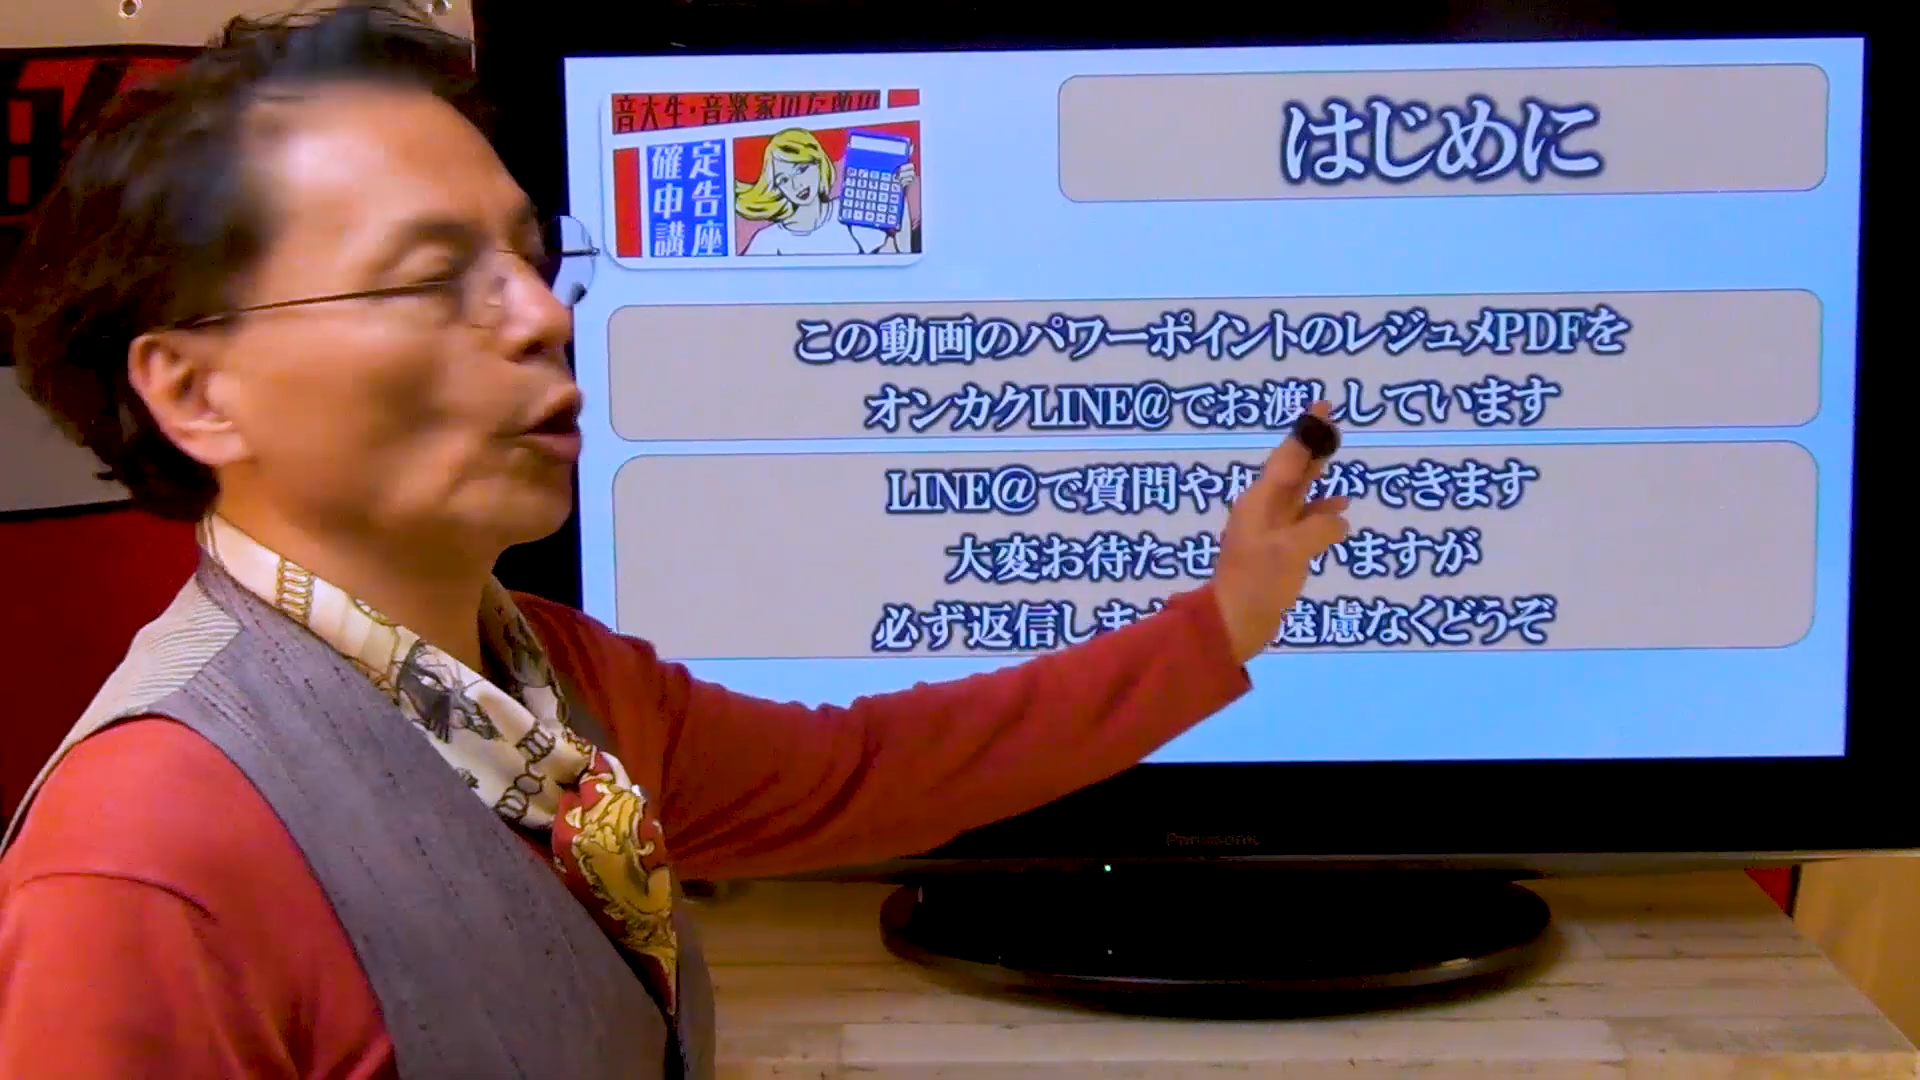 音大生・音楽家のための
確定
申告
講座
はじめに
この動画のパワーポイントのレジュメPDFを
オンカクLINE@でお渡ししています
LINE@で質問や相 ができます
大変お待たせ いますが
必ず返信しま 遠慮なくどうぞ
Panasonic